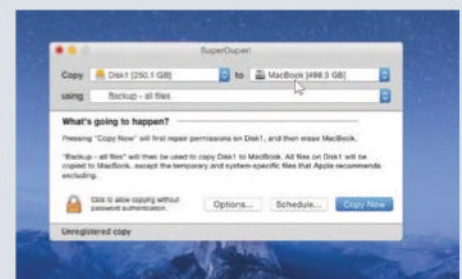 SuperDuper!
Copy Disk1 [250.1 GB] to MacBook [498.9 GB]
using Backup - all files
What's going to happen?
Pressing "Copy Now" will first repair permissions on Disk1, and then erase MacBook.
"Backup - all files" will then be used to copy Disk1 to MacBook. All files on Disk1 will be
copied to MacBook, except the temporary and system-specific files that Apple recommends
excluding.
Click to allow copying without
password authentication.
Options... Schedule... Copy Now
Unregistered copy